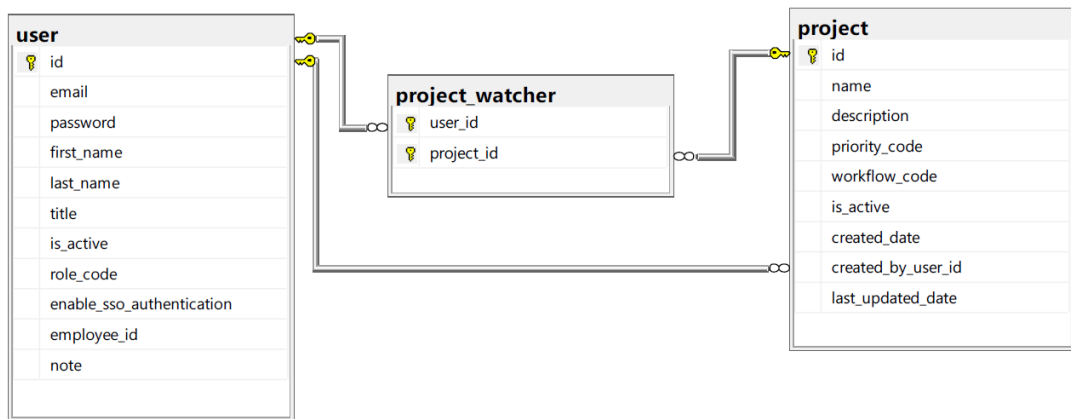 user
id
email
password
first_name
last_name
title
is_active
role_code
enable_sso_authentication
employee_id
note
project_watcher
user_id
project_id
project
id
name
description
priority_code
workflow_code
is_active
created_date
created_by_user_id
last_updated_date